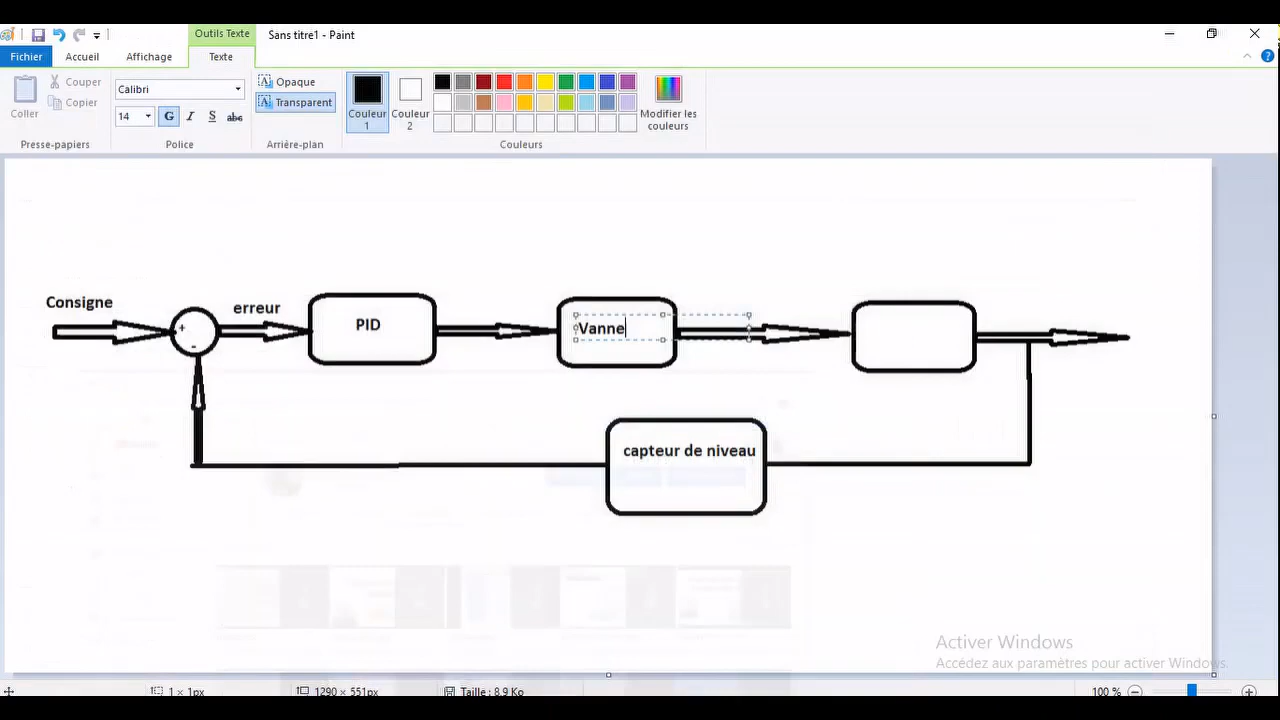 Outils Texte
Sans titre1 - Paint
Fichier
Accueil
Affichage
Texte
Coller
Couper
Copier
Presse-papiers
Calibri
14
G I S abc
Police
Opaque
Transparent
Arrière-plan
Couleur 1
Couleur 2
Modifier les couleurs
Couleurs
Consigne
erreur
+
-
PID
Vanne
capteur de niveau
Activer Windows
Accédez aux paramètres pour activer Windows.
1 × 1px
1290 × 551px
Taille : 8,9 Ko
100 %